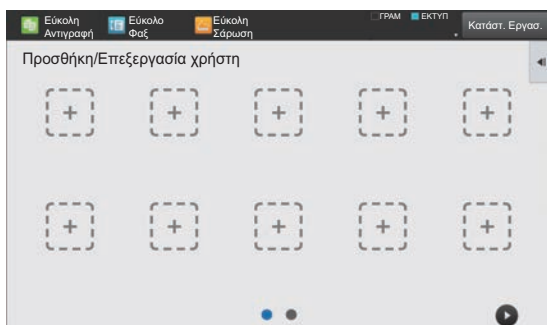 Εύκολη Αντιγραφή
Εύκολο Φαξ
Εύκολη Σάρωση
ΓΡΑΜ
ΕΚΤΥΠ
Κατάστ. Εργασ.
Προσθήκη/Επεξεργασία χρήστη